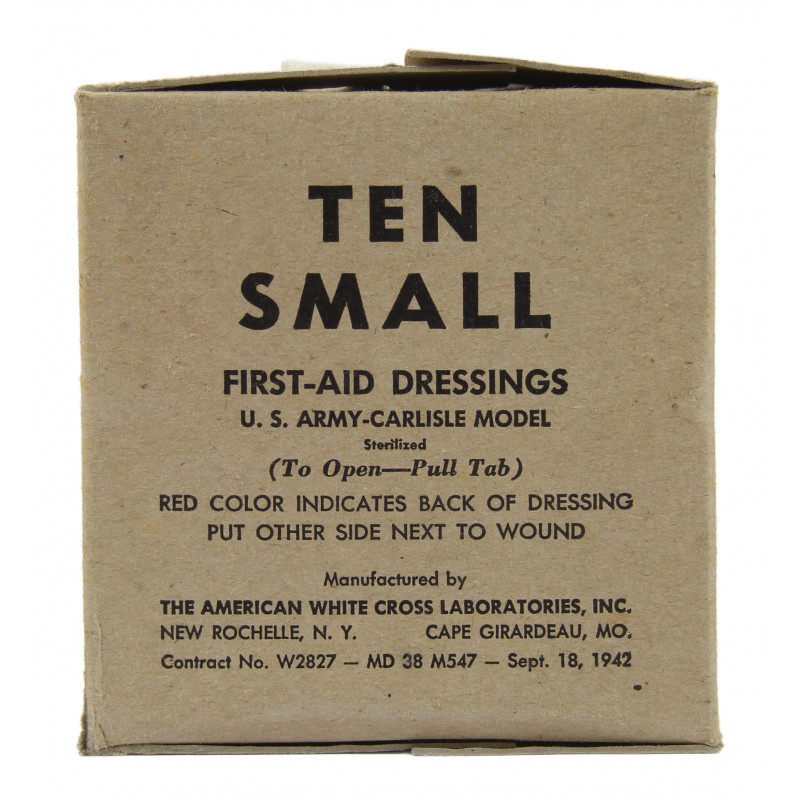 TEN
SMALL
FIRST-AID DRESSINGS
U. S. ARMY-CARLISLE MODEL
Sterilized
(To Open—Pull Tab)
RED COLOR INDICATES BACK OF DRESSING
PUT OTHER SIDE NEXT TO WOUND
Manufactured by
THE AMERICAN WHITE CROSS LABORATORIES, INC.
NEW ROCHELLE, N. Y. CAPE GIRARDEAU, MO.
Contract No. W2827 — MD 38 M547 — Sept. 18, 1942